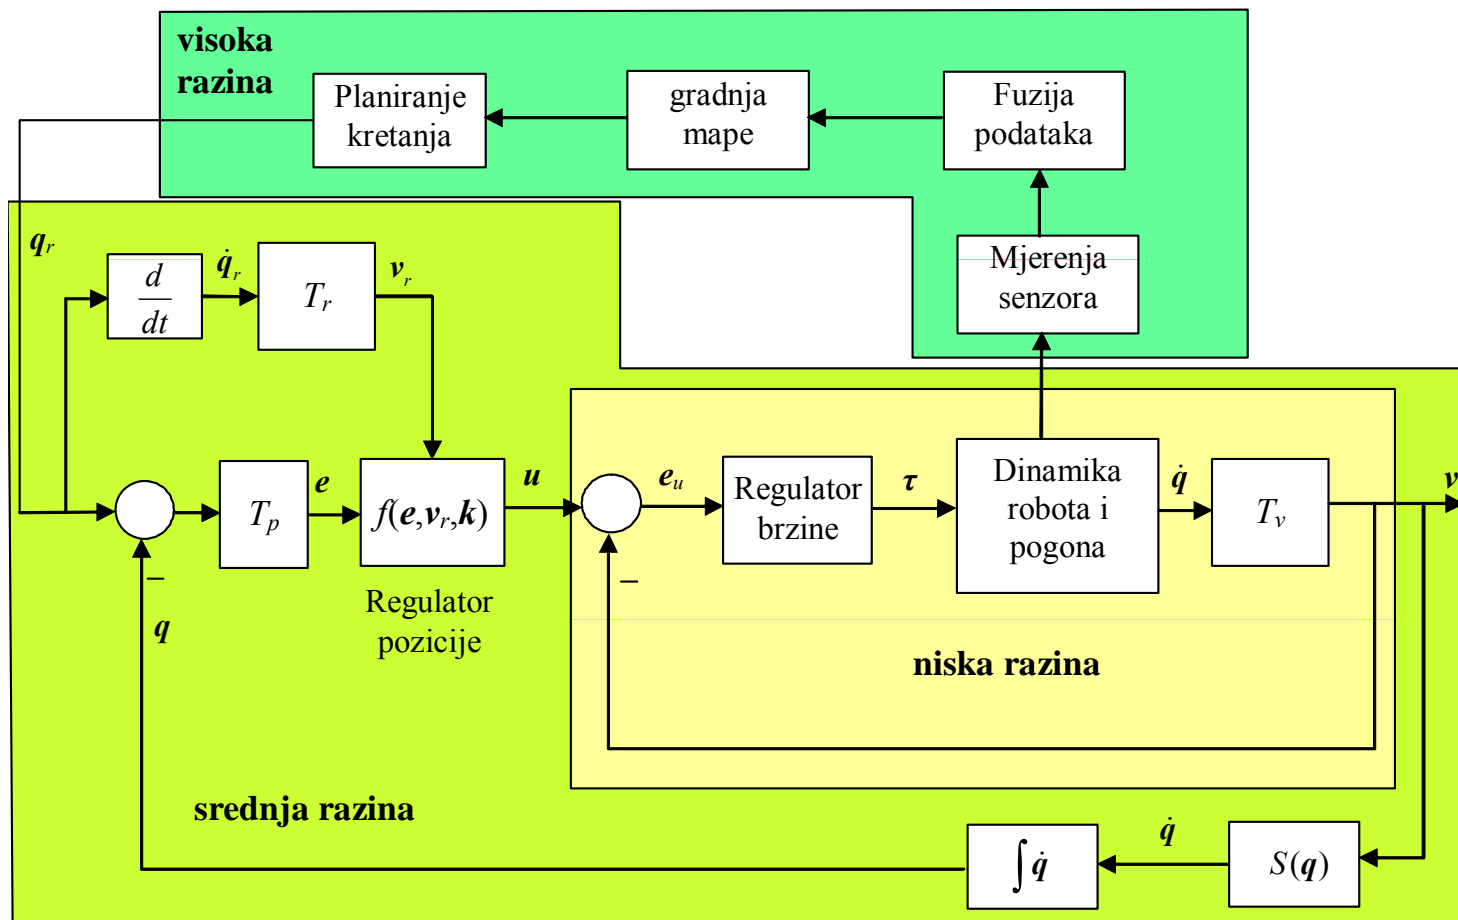 visoka
razina
Planiranje
kretanja
gradnja
mape
Fuzija
podataka
Mjerenja
senzora
q_r
d
dt
q̇_r
T_r
v_r
T_p
e
f(e,v_r,k)
Regulator
pozicije
u
e_u
Regulator
brzine
τ
Dinamika
robota i
pogona
q̇
T_v
v
−
q
−
niska razina
srednja razina
∫ q̇
q̇
S(q)